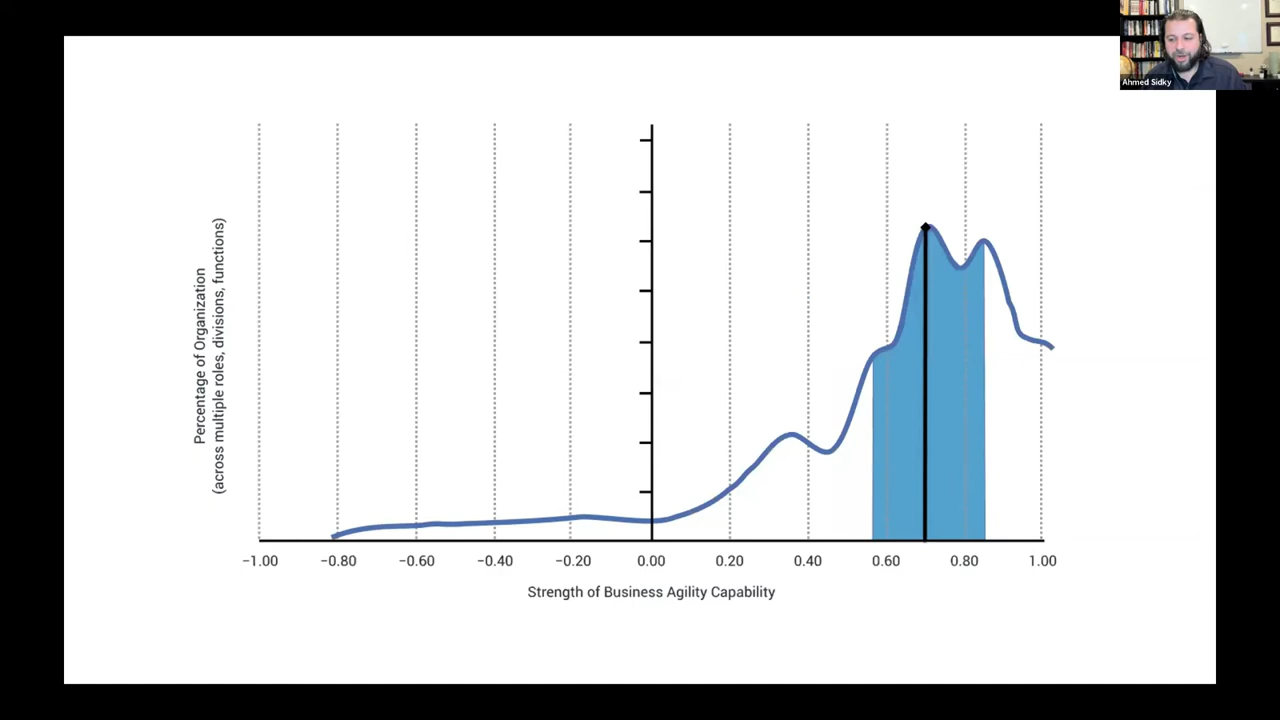 Ahmed Sidky
Percentage of Organization
(across multiple roles, divisions, functions)
−1.00 −0.80 −0.60 −0.40 −0.20 0.00 0.20 0.40 0.60 0.80 1.00
Strength of Business Agility Capability